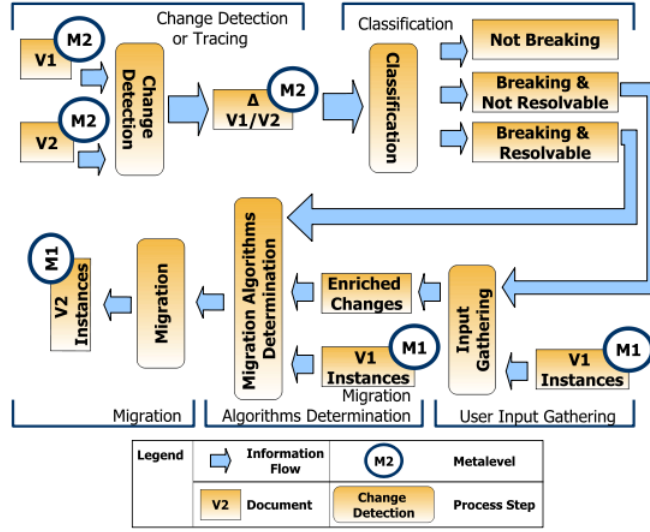 Change Detection
or Tracing
Classification
V1
M2
V2
M2
Change
Detection
Δ
V1/V2
M2
Classification
Not Breaking
Breaking &
Not Resolvable
Breaking &
Resolvable
M1
V2
Instances
Migration
Migration Algorithms
Determination
Enriched
Changes
V1
Instances
M1
Input
Gathering
V1
Instances
M1
Migration
Migration
Algorithms Determination
User Input Gathering
Legend
Information
Flow
M2
Metalevel
V2
Document
Change
Detection
Process Step